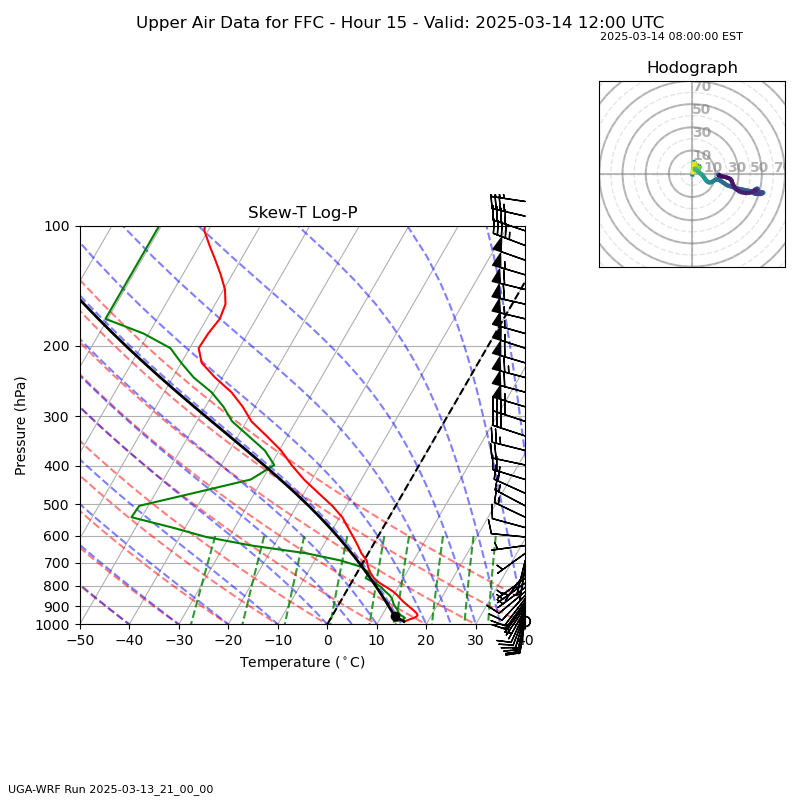 Upper Air Data for FFC - Hour 15 - Valid: 2025-03-14 12:00 UTC
2025-03-14 08:00:00 EST
Hodograph
70
50
30
10
10 30 50 7
Skew-T Log-P
100
200
300
400
500
600
700
800
900
1000
Pressure (hPa)
−50 −40 −30 −20 −10 0 10 20 30 40
Temperature (°C)
UGA-WRF Run 2025-03-13_21_00_00